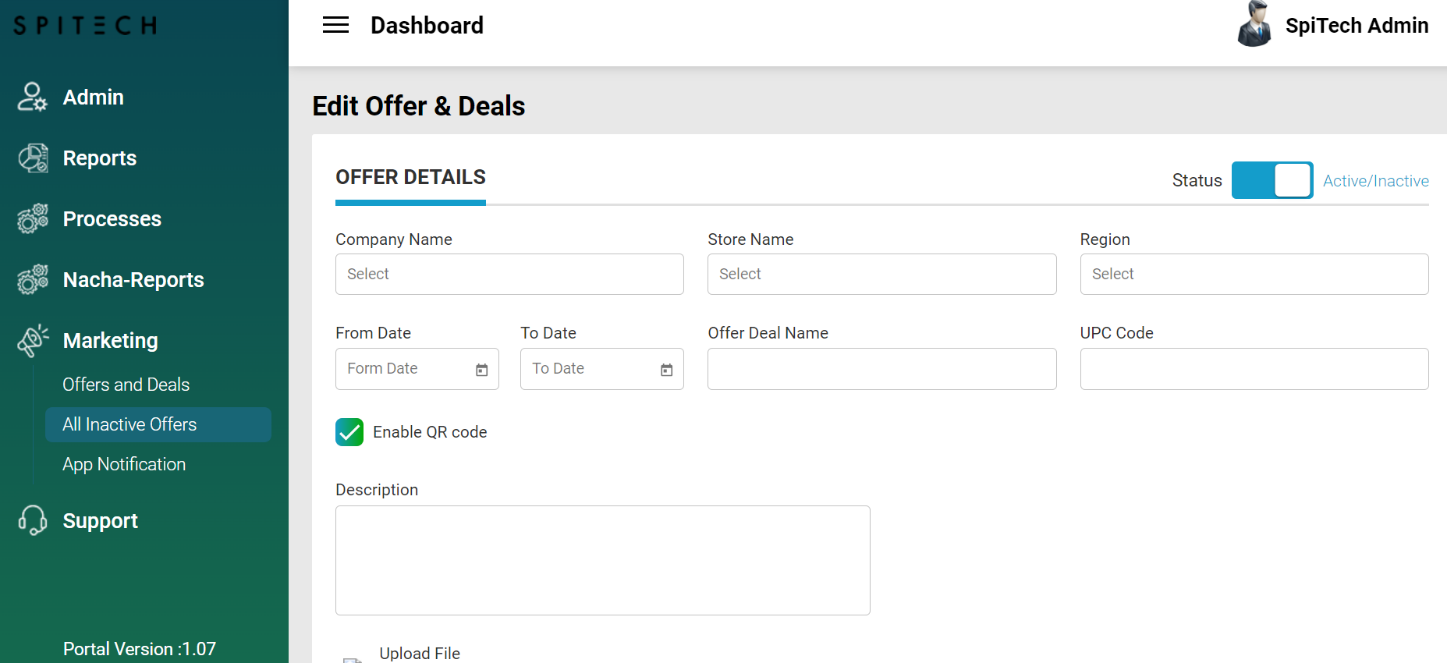 SPITECH
Dashboard
SpiTech Admin
Admin
Reports
Processes
Nacha-Reports
Marketing
Offers and Deals
All Inactive Offers
App Notification
Support
Portal Version :1.07
Edit Offer & Deals
OFFER DETAILS
Status
Active/Inactive
Company Name
Store Name
Region
Select
Select
Select
From Date
To Date
Offer Deal Name
UPC Code
Form Date
To Date
Enable QR code
Description
Upload File